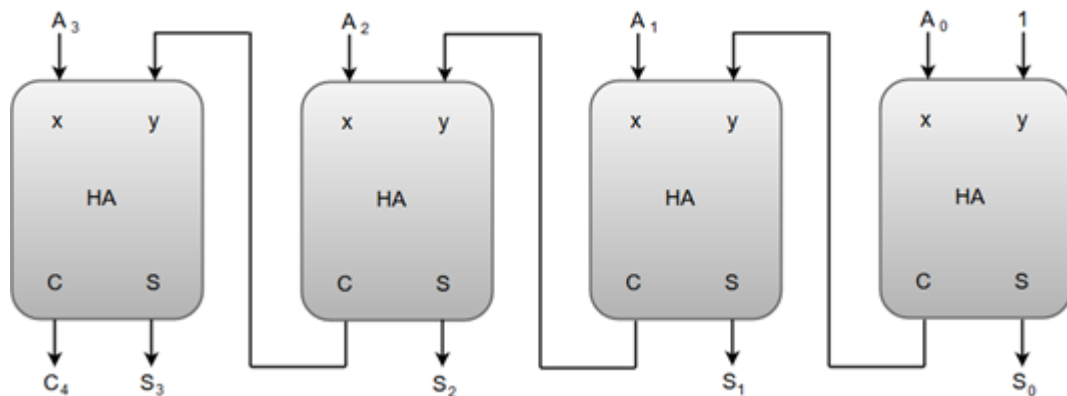 A₃ A₂ A₁ A₀ 1
x y x y x y x y
HA HA HA HA
C S C S C S C S
C₄ S₃ S₂ S₁ S₀